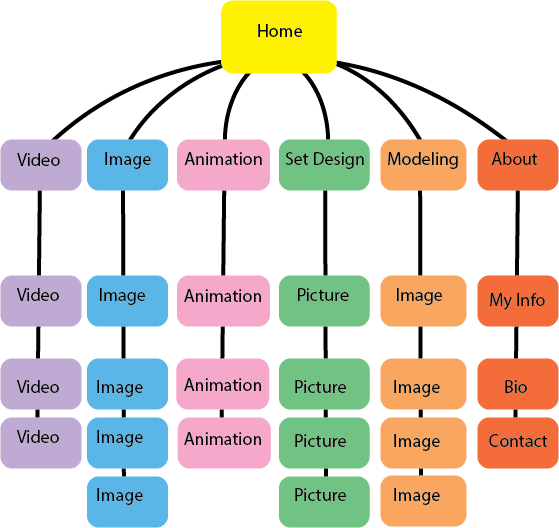 Home
Video
Image
Animation
Set Design
Modeling
About
Video
Image
Animation
Picture
Image
My Info
Video
Image
Animation
Picture
Image
Bio
Video
Image
Animation
Picture
Image
Contact
Image
Picture
Image